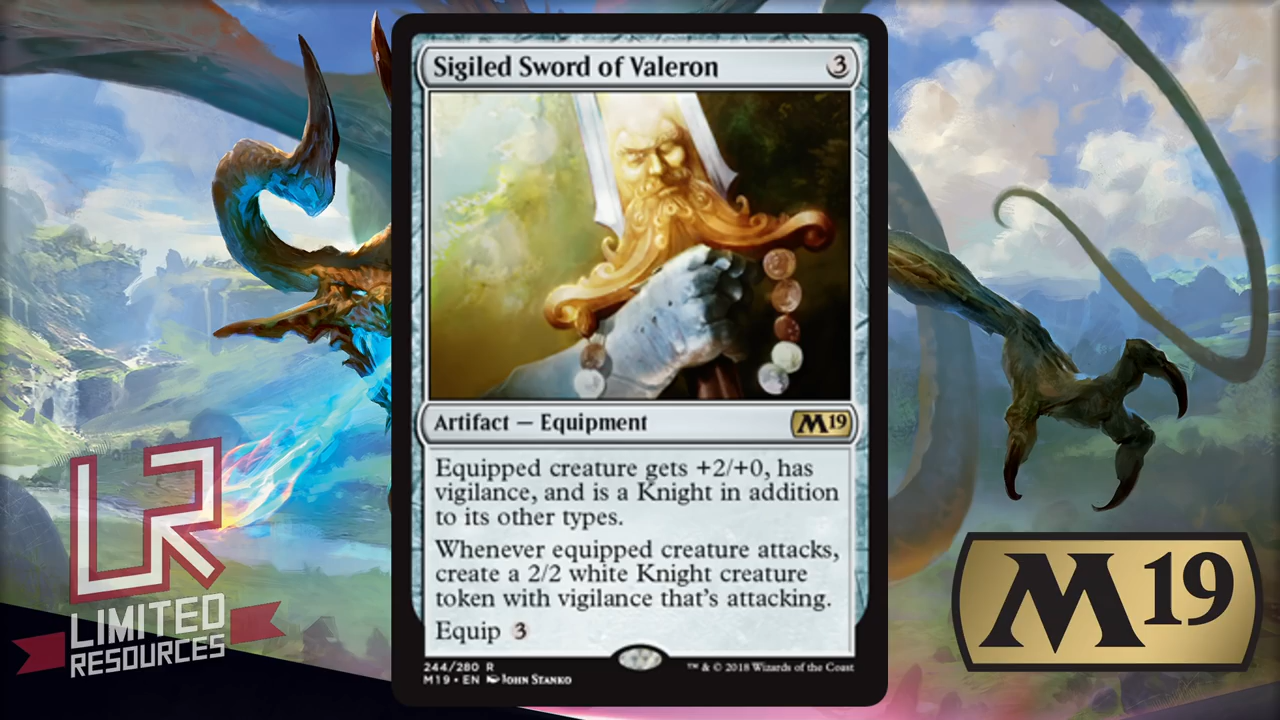 Sigiled Sword of Valeron 3
Artifact — Equipment M19
Equipped creature gets +2/+0, has
vigilance, and is a Knight in addition
to its other types.
Whenever equipped creature attacks,
create a 2/2 white Knight creature
token with vigilance that's attacking.
Equip 3
244/280 R
M19 • EN John Stanko
™ & © 2018 Wizards of the Coast
LR
LIMITED
RESOURCES
M19